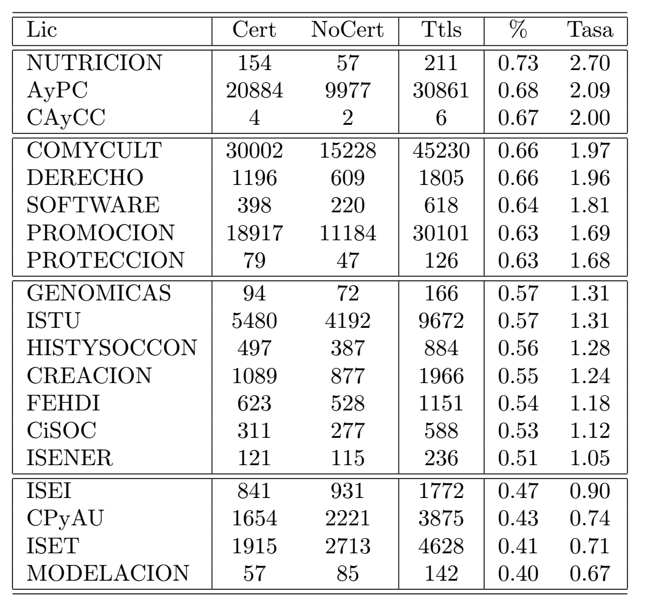 Lic Cert NoCert Ttls % Tasa
NUTRICION 154 57 211 0.73 2.70
AyPC 20884 9977 30861 0.68 2.09
CAyCC 4 2 6 0.67 2.00
COMYCULT 30002 15228 45230 0.66 1.97
DERECHO 1196 609 1805 0.66 1.96
SOFTWARE 398 220 618 0.64 1.81
PROMOCION 18917 11184 30101 0.63 1.69
PROTECCION 79 47 126 0.63 1.68
GENOMICAS 94 72 166 0.57 1.31
ISTU 5480 4192 9672 0.57 1.31
HISTYSOCCON 497 387 884 0.56 1.28
CREACION 1089 877 1966 0.55 1.24
FEHDI 623 528 1151 0.54 1.18
CiSOC 311 277 588 0.53 1.12
ISENER 121 115 236 0.51 1.05
ISEI 841 931 1772 0.47 0.90
CPyAU 1654 2221 3875 0.43 0.74
ISET 1915 2713 4628 0.41 0.71
MODELACION 57 85 142 0.40 0.67